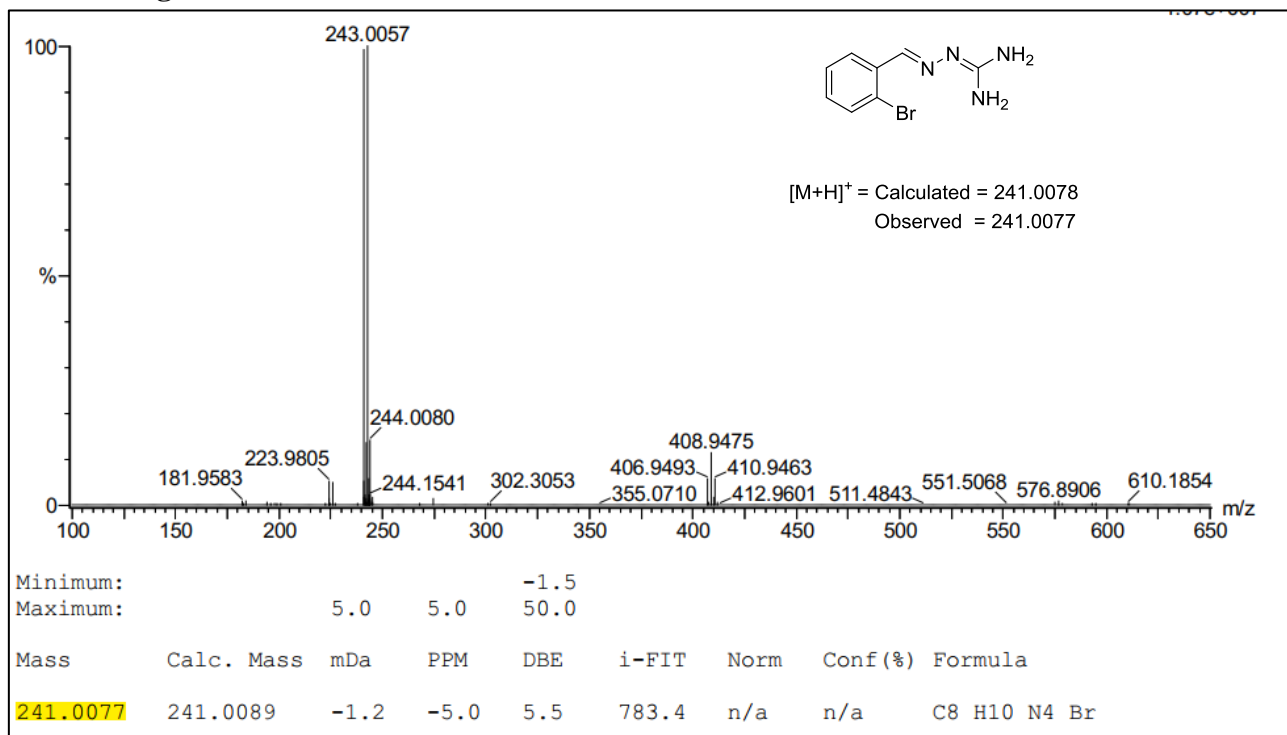 100
243.0057
N
N
NH2
NH2
Br
[M+H]+ = Calculated = 241.0078
Observed = 241.0077
%
244.0080
408.9475
223.9805
406.9493
410.9463
181.9583
244.1541
302.3053
355.0710
412.9601
511.4843
551.5068
576.8906
610.1854
0
m/z
100 150 200 250 300 350 400 450 500 550 600 650
Minimum: -1.5
Maximum: 5.0 5.0 50.0
Mass Calc. Mass mDa PPM DBE i-FIT Norm Conf(%) Formula
241.0077 241.0089 -1.2 -5.0 5.5 783.4 n/a n/a C8 H10 N4 Br